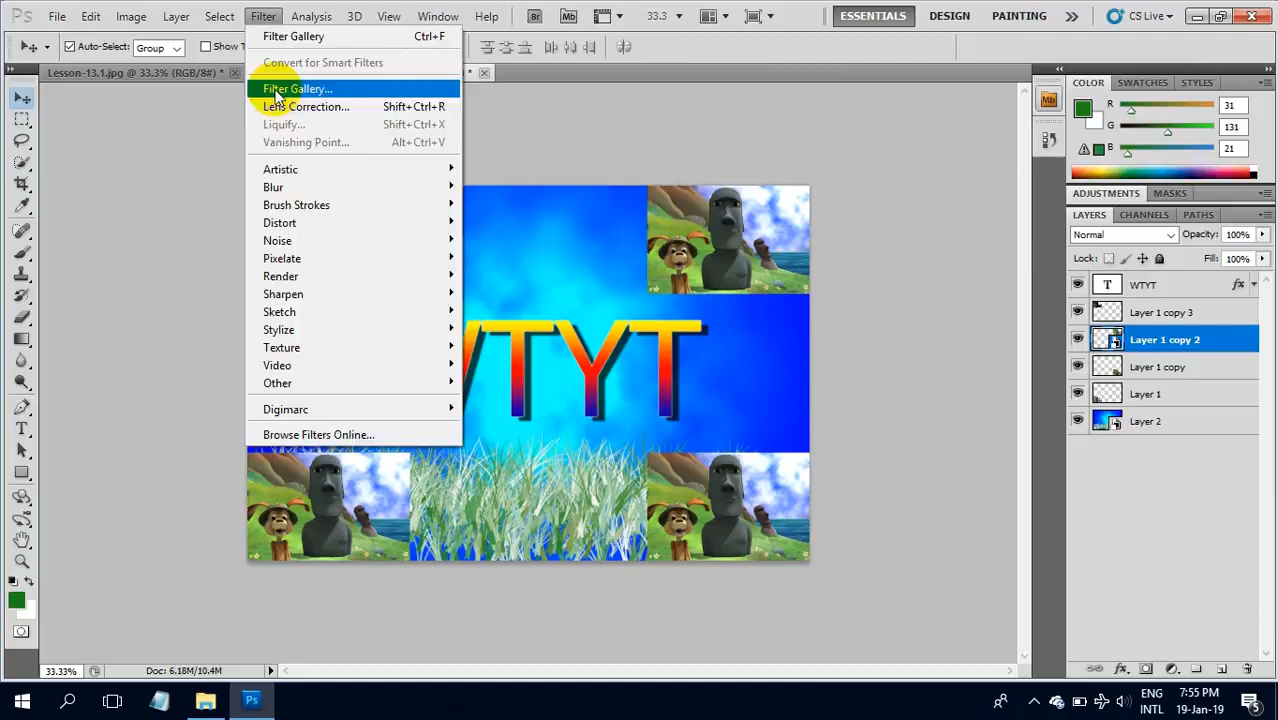 Ps File Edit Image Layer Select Filter Analysis 3D View Window Help Br Mb 33.3 ESSENTIALS DESIGN PAINTING CS Live
Auto-Select: Group Show T
Lesson-13.1.jpg @ 33.3% (RGB/8#) *
Filter Gallery Ctrl+F
Convert for Smart Filters
Filter Gallery...
Lens Correction... Shift+Ctrl+R
Liquify... Shift+Ctrl+X
Vanishing Point... Alt+Ctrl+V
Artistic
Blur
Brush Strokes
Distort
Noise
Pixelate
Render
Sharpen
Sketch
Stylize
Texture
Video
Other
Digimarc
Browse Filters Online...
WTYT
Mb
COLOR SWATCHES STYLES
R 31
G 131
B 21
ADJUSTMENTS MASKS
LAYERS CHANNELS PATHS
Normal Opacity: 100%
Lock: Fill: 100%
T WTYT fx
Layer 1 copy 3
Layer 1 copy 2
Layer 1 copy
Layer 1
Layer 2
33.33% Doc: 6.18M/10.4M
Ps
ENG
INTL
7:55 PM
19-Jan-19
5